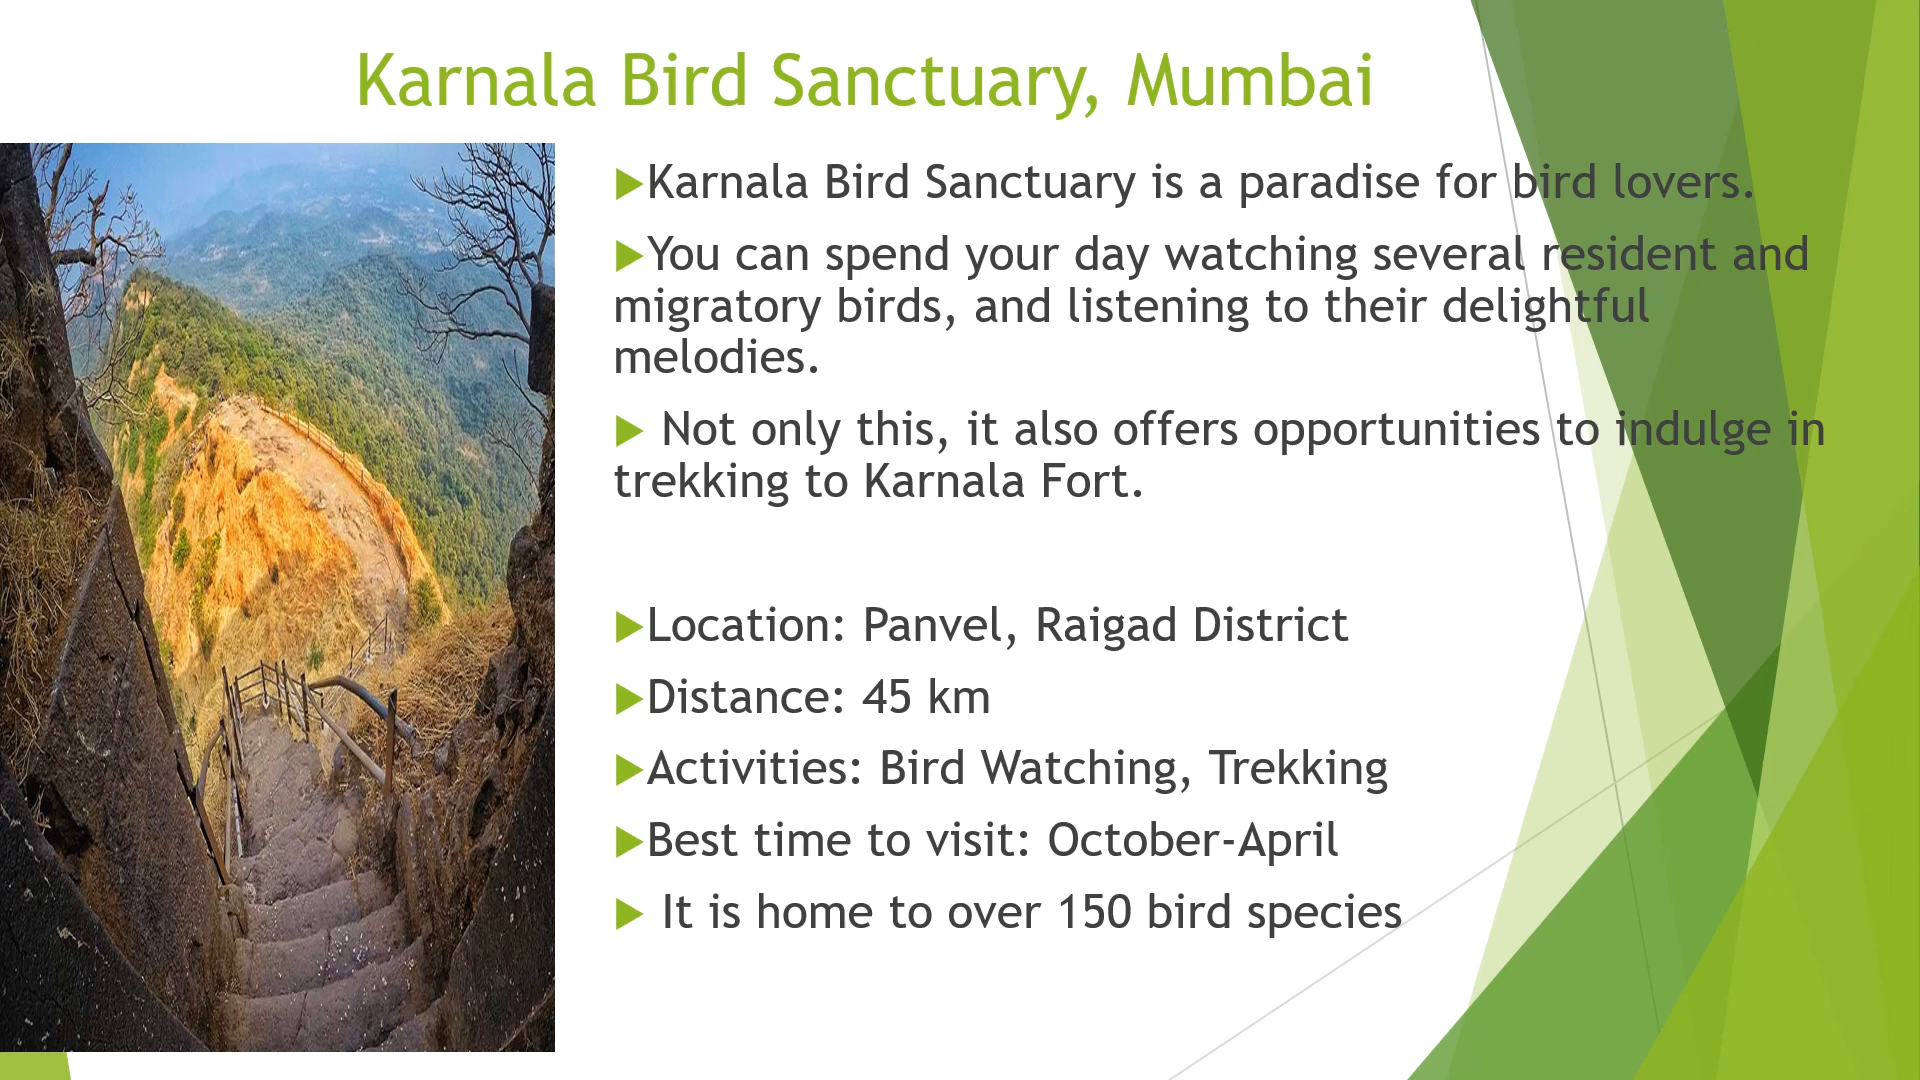 Karnala Bird Sanctuary, Mumbai
Karnala Bird Sanctuary is a paradise for bird lovers.
You can spend your day watching several resident and
migratory birds, and listening to their delightful
melodies.
Not only this, it also offers opportunities to indulge in
trekking to Karnala Fort.
Location: Panvel, Raigad District
Distance: 45 km
Activities: Bird Watching, Trekking
Best time to visit: October-April
It is home to over 150 bird species